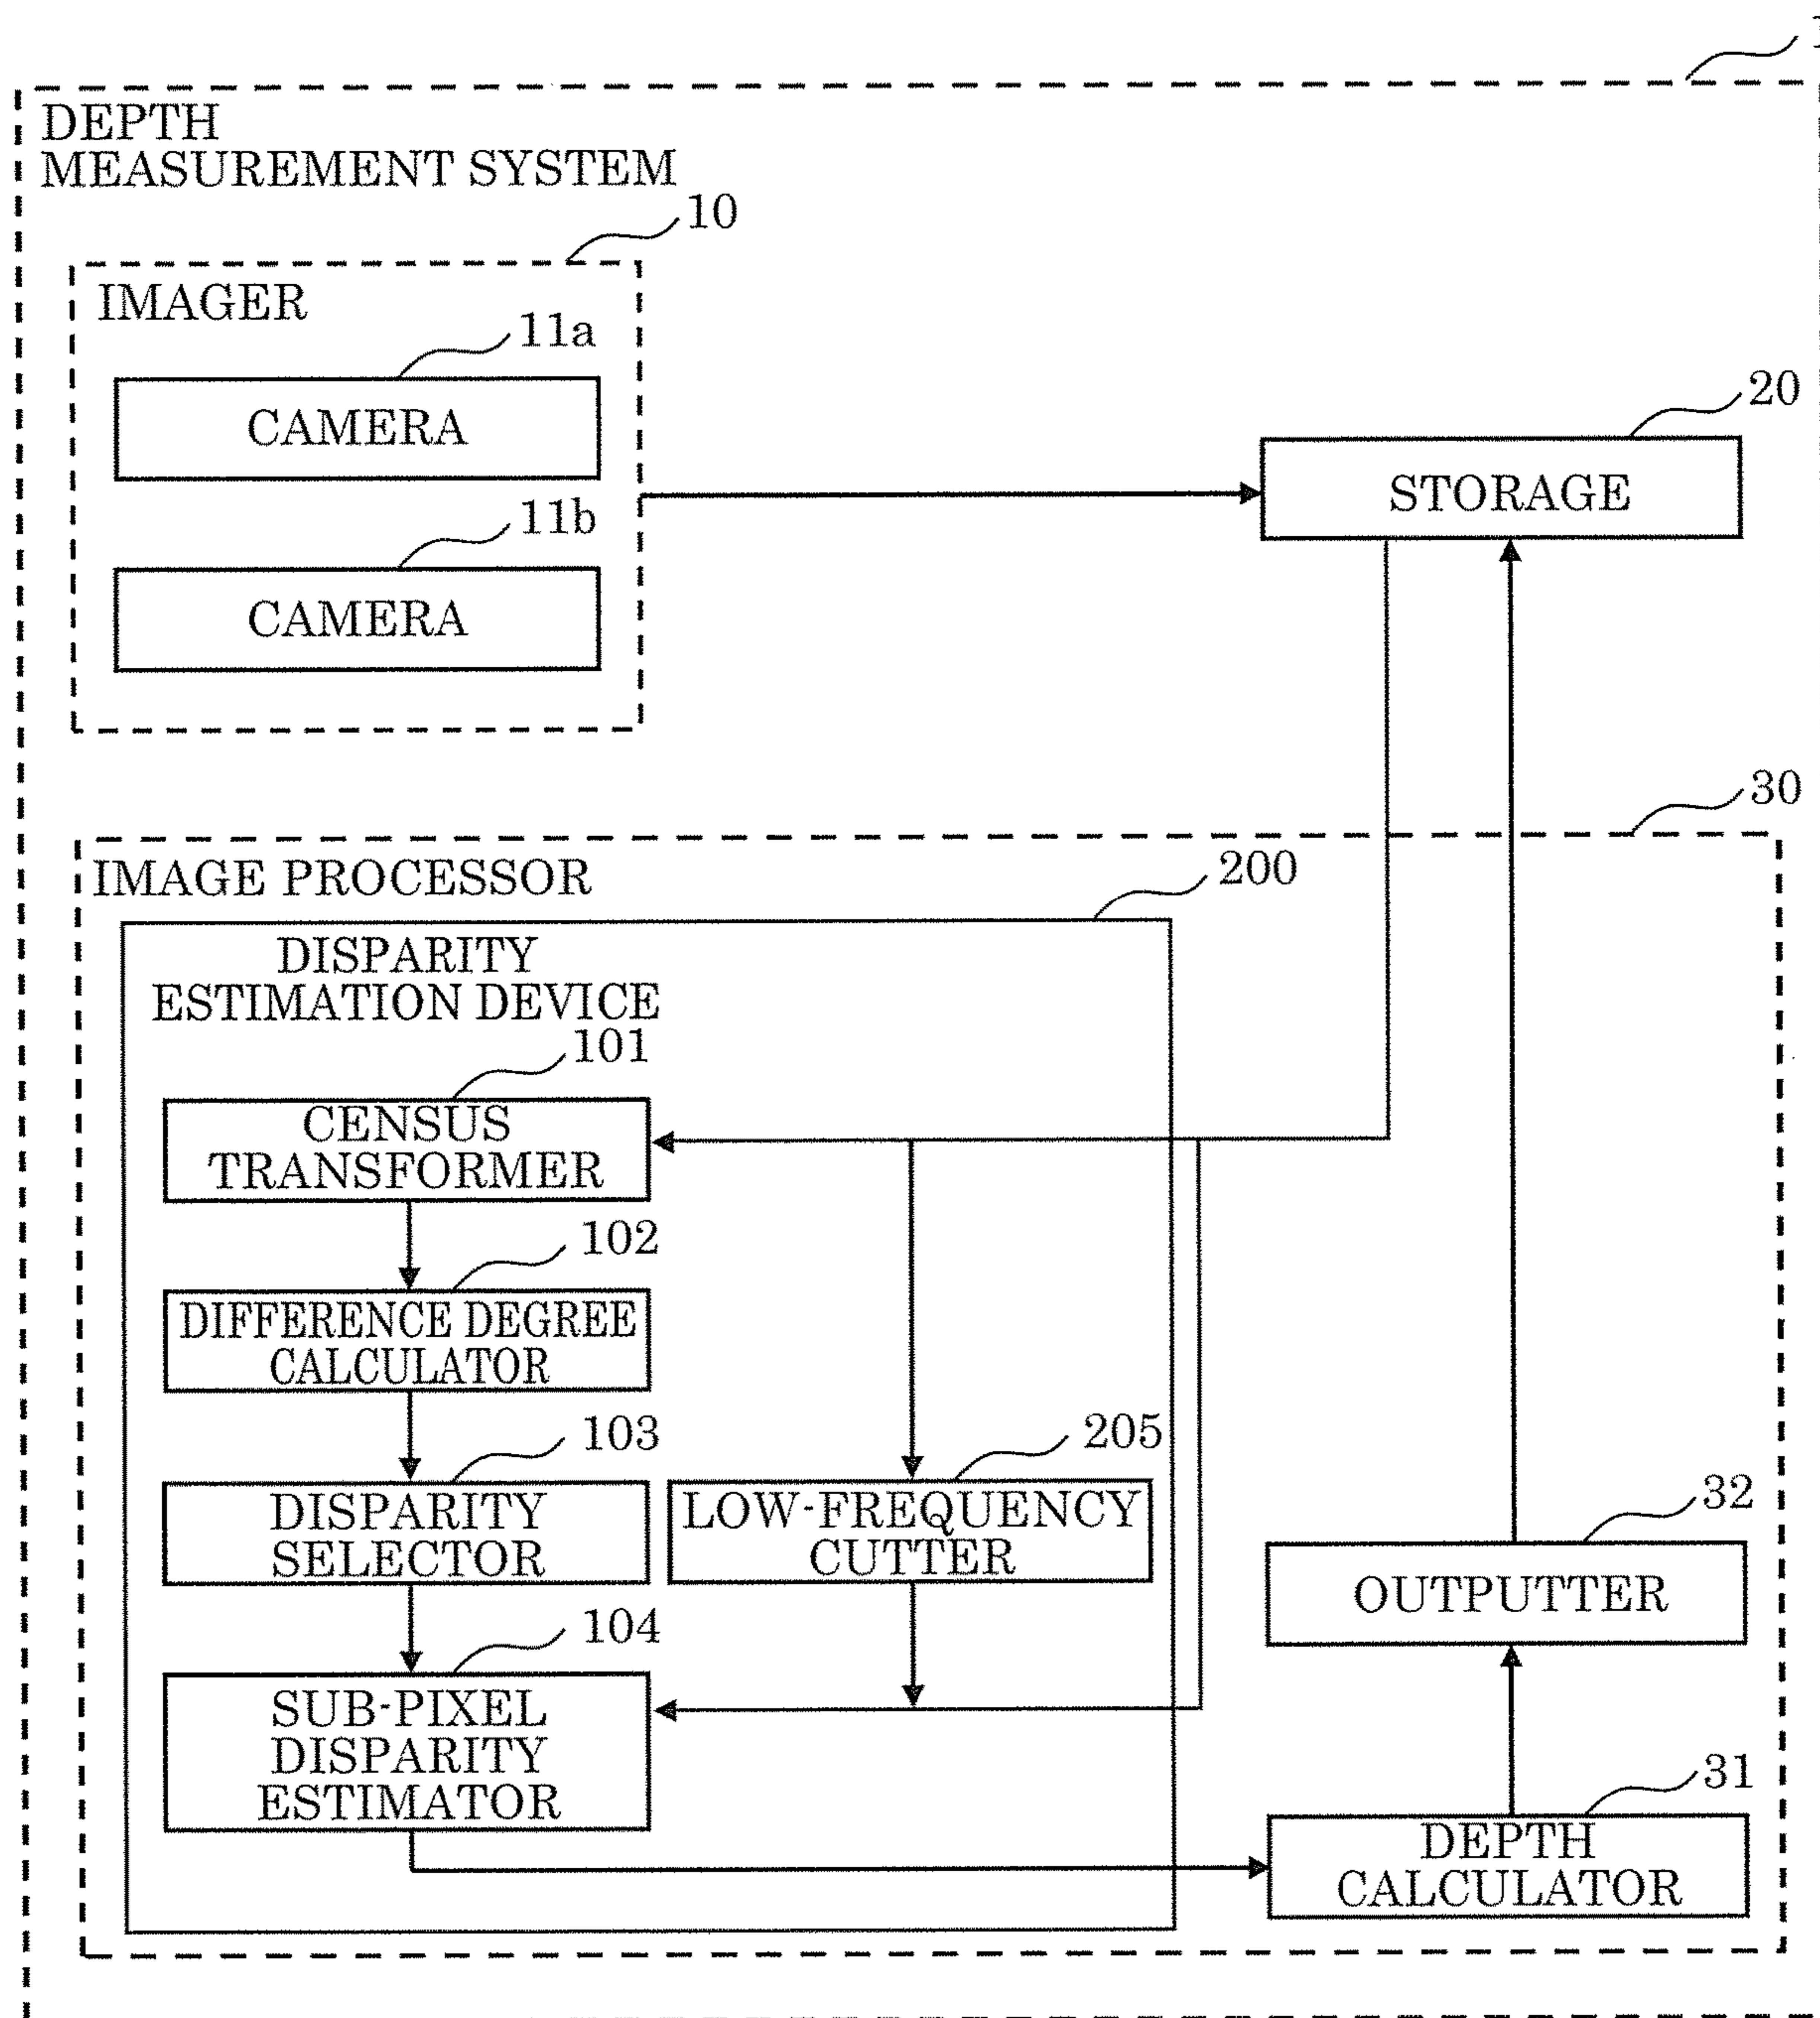 DEPTH
MEASUREMENT SYSTEM
10
IMAGER
11a
CAMERA
11b
CAMERA
20
STORAGE
30
IMAGE PROCESSOR
200
DISPARITY
ESTIMATION DEVICE
101
CENSUS
TRANSFORMER
102
DIFFERENCE DEGREE
CALCULATOR
103
DISPARITY
SELECTOR
205
LOW-FREQUENCY
CUTTER
104
SUB-PIXEL
DISPARITY
ESTIMATOR
32
OUTPUTTER
31
DEPTH
CALCULATOR